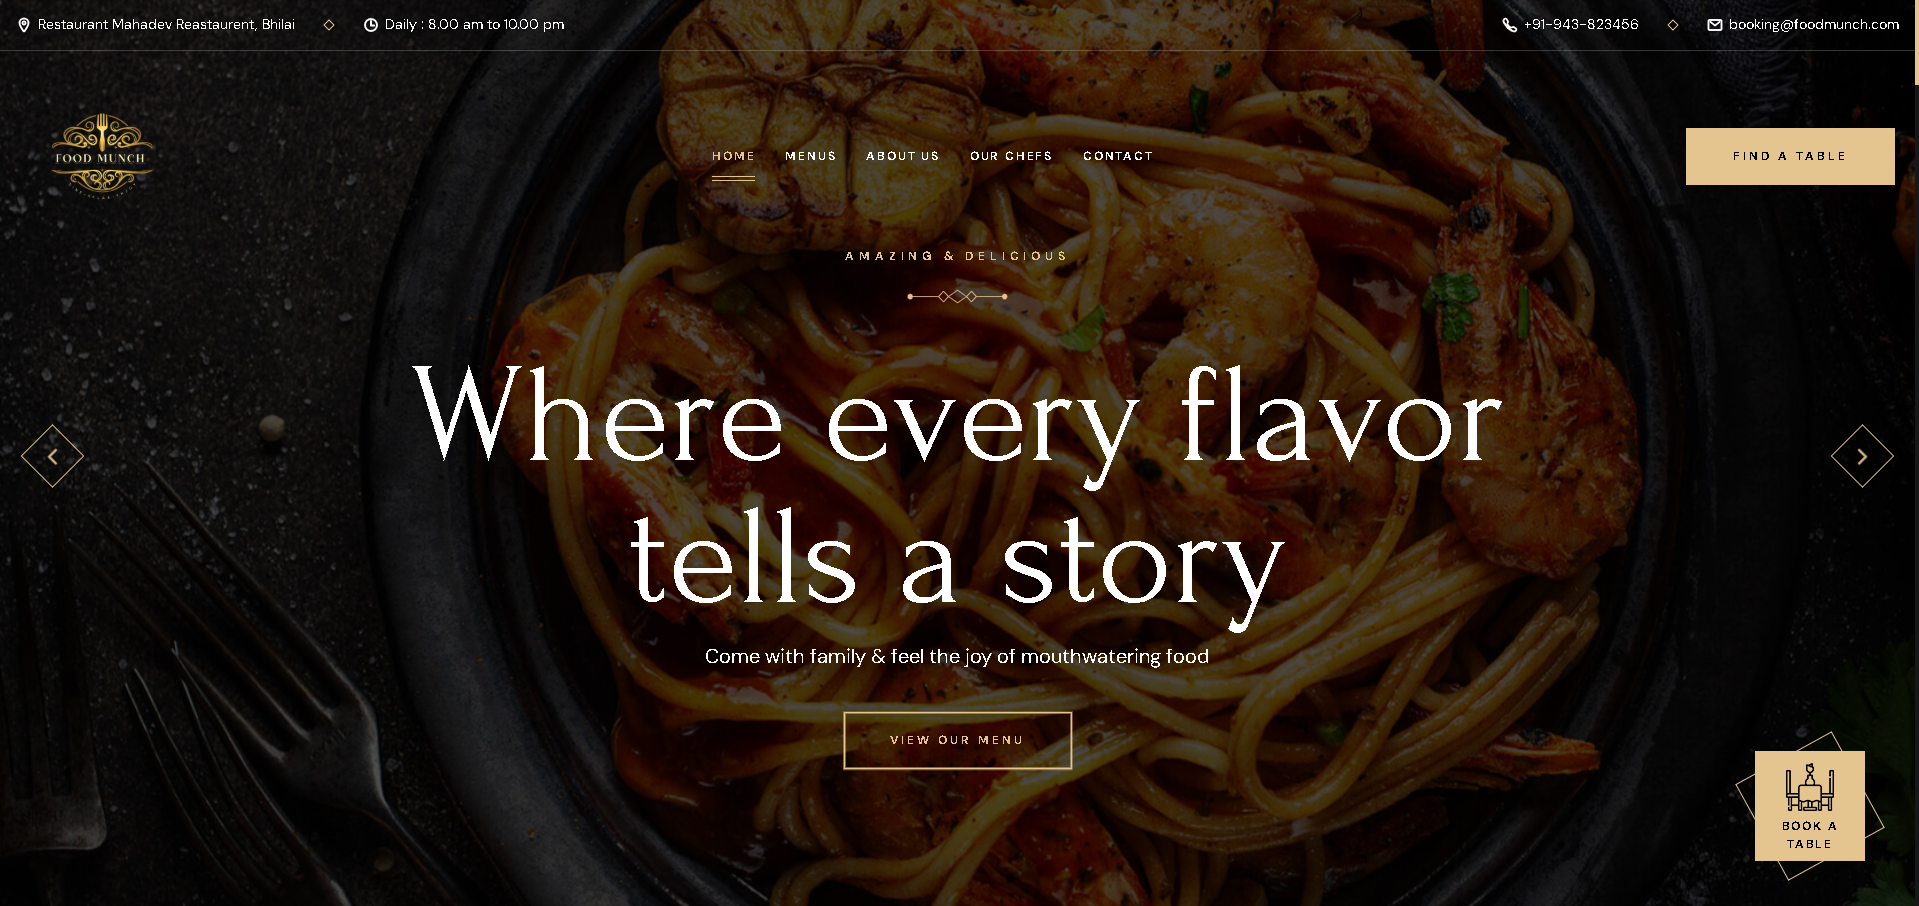 Restaurant Mahadev Reastaurent, Bhilai
Daily : 8.00 am to 10.00 pm
+91-943-823456
booking@foodmunch.com
FOOD MUNCH
HOME
MENUS
ABOUT US
OUR CHEFS
CONTACT
FIND A TABLE
AMAZING & DELICIOUS
Where every flavor
tells a story
Come with family & feel the joy of mouthwatering food
VIEW OUR MENU
BOOK A
TABLE